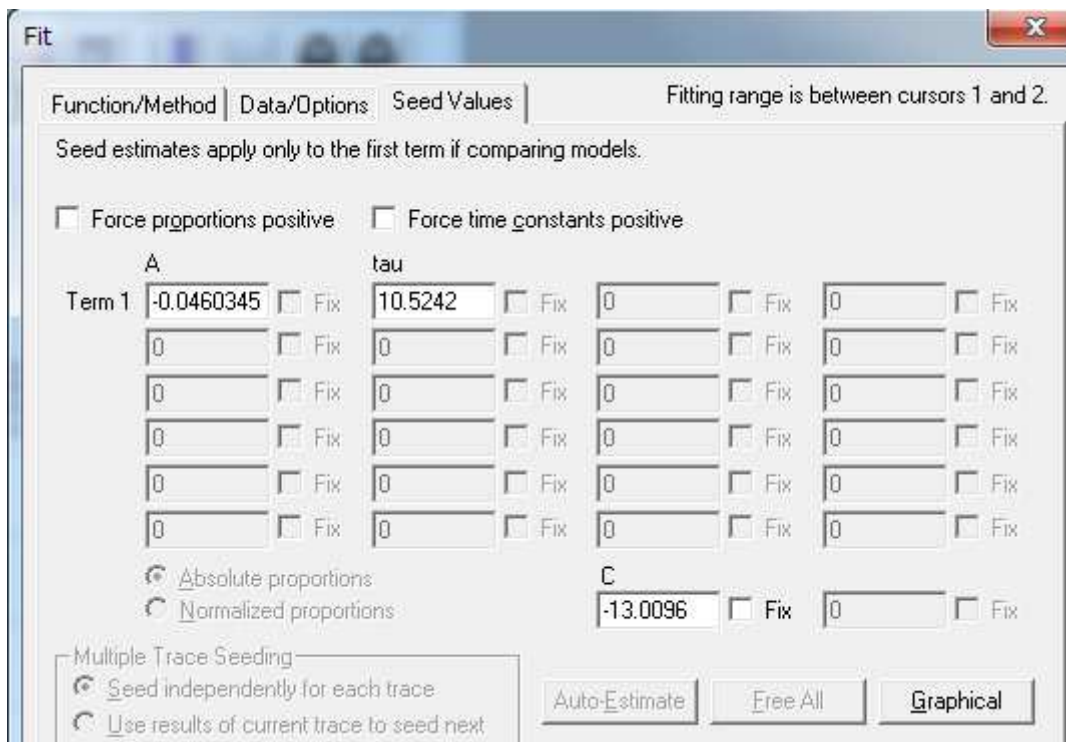 Fit
Function/Method Data/Options Seed Values Fitting range is between cursors 1 and 2.
Seed estimates apply only to the first term if comparing models.
Force proportions positive Force time constants positive
A tau
Term 1 -0.0460345 Fix 10.5242 Fix 0 Fix 0 Fix
0 Fix 0 Fix 0 Fix 0 Fix
0 Fix 0 Fix 0 Fix 0 Fix
0 Fix 0 Fix 0 Fix 0 Fix
0 Fix 0 Fix 0 Fix 0 Fix
0 Fix 0 Fix 0 Fix 0 Fix
Absolute proportions C
Normalized proportions -13.0096 Fix 0 Fix
Multiple Trace Seeding
Seed independently for each trace Auto-Estimate Free All Graphical
Use results of current trace to seed next